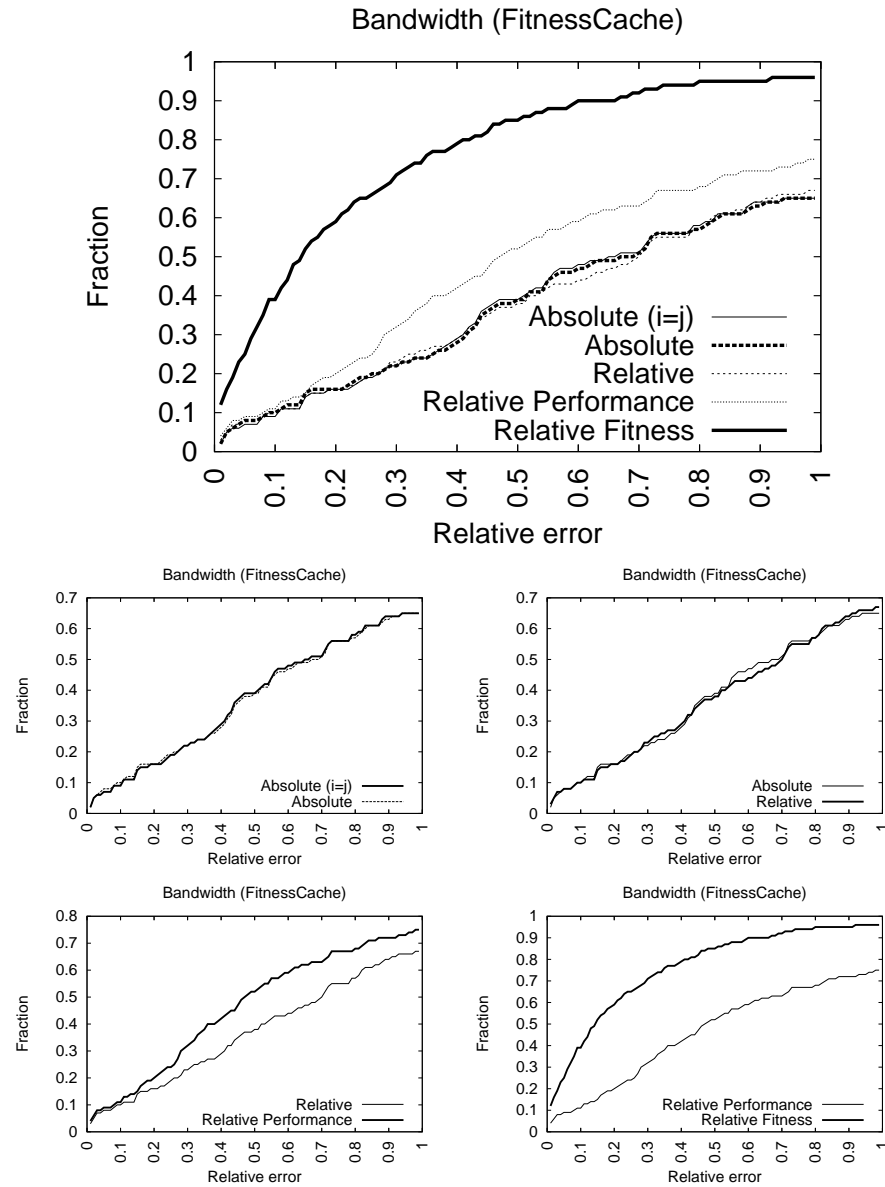 Bandwidth (FitnessCache)
1
0.9
0.8
0.7
0.6
0.5
0.4
0.3
0.2
0.1
0
Fraction
Absolute (i=j)
Absolute
Relative
Relative Performance
Relative Fitness
0 0.1 0.2 0.3 0.4 0.5 0.6 0.7 0.8 0.9 1
Relative error
Bandwidth (FitnessCache)
0.7
0.6
0.5
0.4
0.3
0.2
0.1
0
Fraction
Absolute (i=j)
Absolute
0 0.1 0.2 0.3 0.4 0.5 0.6 0.7 0.8 0.9 1
Relative error
Bandwidth (FitnessCache)
0.7
0.6
0.5
0.4
0.3
0.2
0.1
0
Fraction
Absolute
Relative
0 0.1 0.2 0.3 0.4 0.5 0.6 0.7 0.8 0.9 1
Relative error
Bandwidth (FitnessCache)
0.8
0.7
0.6
0.5
0.4
0.3
0.2
0.1
0
Fraction
Relative
Relative Performance
0 0.1 0.2 0.3 0.4 0.5 0.6 0.7 0.8 0.9 1
Relative error
Bandwidth (FitnessCache)
1
0.9
0.8
0.7
0.6
0.5
0.4
0.3
0.2
0.1
0
Fraction
Relative Performance
Relative Fitness
0 0.1 0.2 0.3 0.4 0.5 0.6 0.7 0.8 0.9 1
Relative error